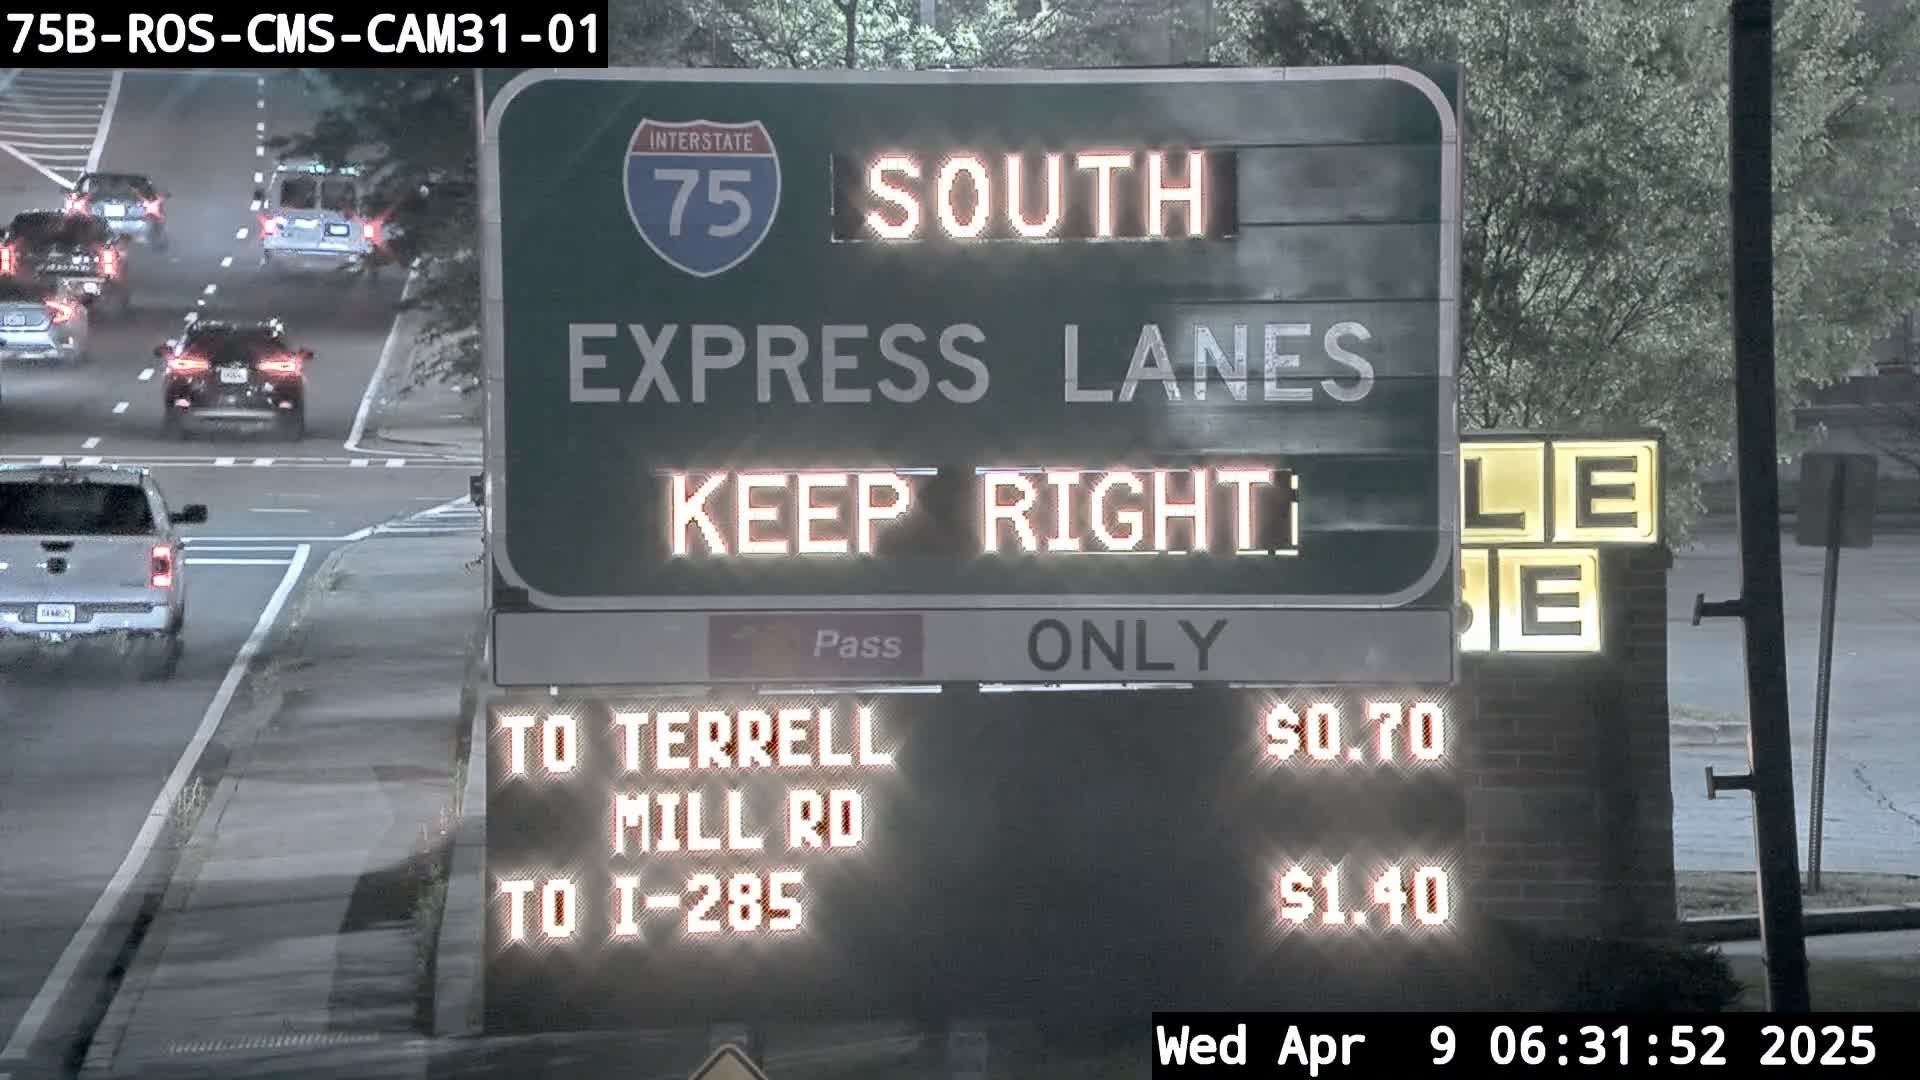 75B-ROS-CMS-CAM31-01
INTERSTATE
75
SOUTH
EXPRESS LANES
KEEP RIGHT
Pass ONLY
TO TERRELL $0.70
MILL RD
TO I-285 $1.40
LE
E
Wed Apr 9 06:31:52 2025